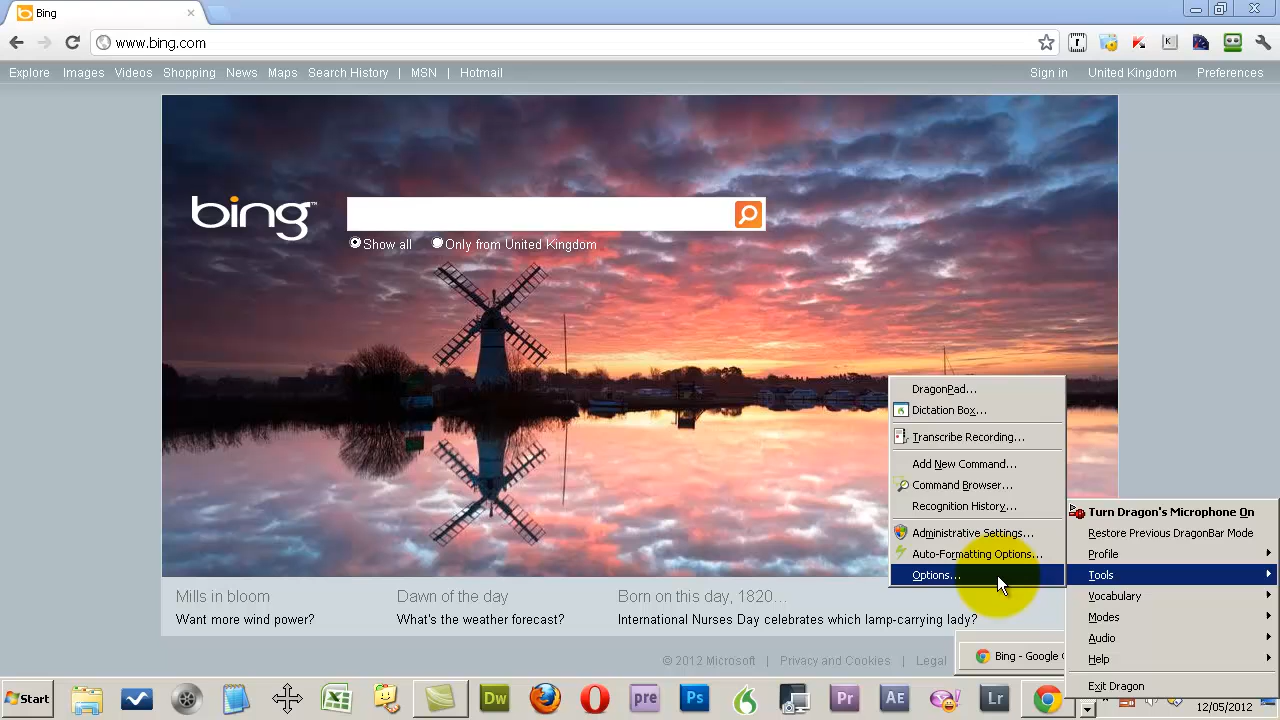 Bing
www.bing.com
Explore Images Videos Shopping News Maps Search History | MSN | Hotmail
Sign in United Kingdom Preferences
bing™
Show all Only from United Kingdom
DragonPad...
Dictation Box...
Transcribe Recording...
Add New Command...
Command Browser...
Recognition History...
Administrative Settings...
Auto-Formatting Options...
Options...
Turn Dragon's Microphone On
Restore Previous DragonBar Mode
Profile
Tools
Vocabulary
Modes
Audio
Help
Exit Dragon
Mills in bloom
Want more wind power?
Dawn of the day
What's the weather forecast?
Born on this day, 1820...
International Nurses Day celebrates which lamp-carrying lady?
© 2012 Microsoft | Privacy and Cookies | Legal
Bing - Google
Start
Dw
pre
Ps
Pr
AE
Lr
12/05/2012